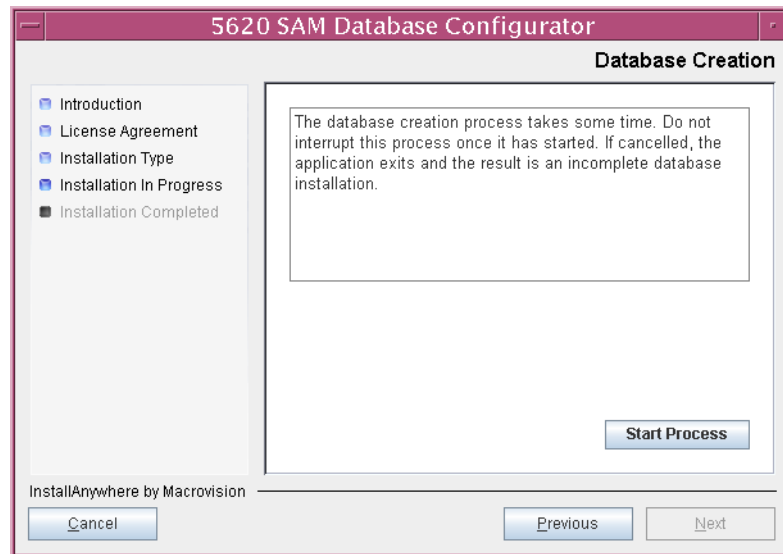 5620 SAM Database Configurator
Database Creation
Introduction
License Agreement
Installation Type
Installation In Progress
Installation Completed
The database creation process takes some time. Do not
interrupt this process once it has started. If cancelled, the
application exits and the result is an incomplete database
installation.
Start Process
InstallAnywhere by Macrovision
Cancel
Previous
Next